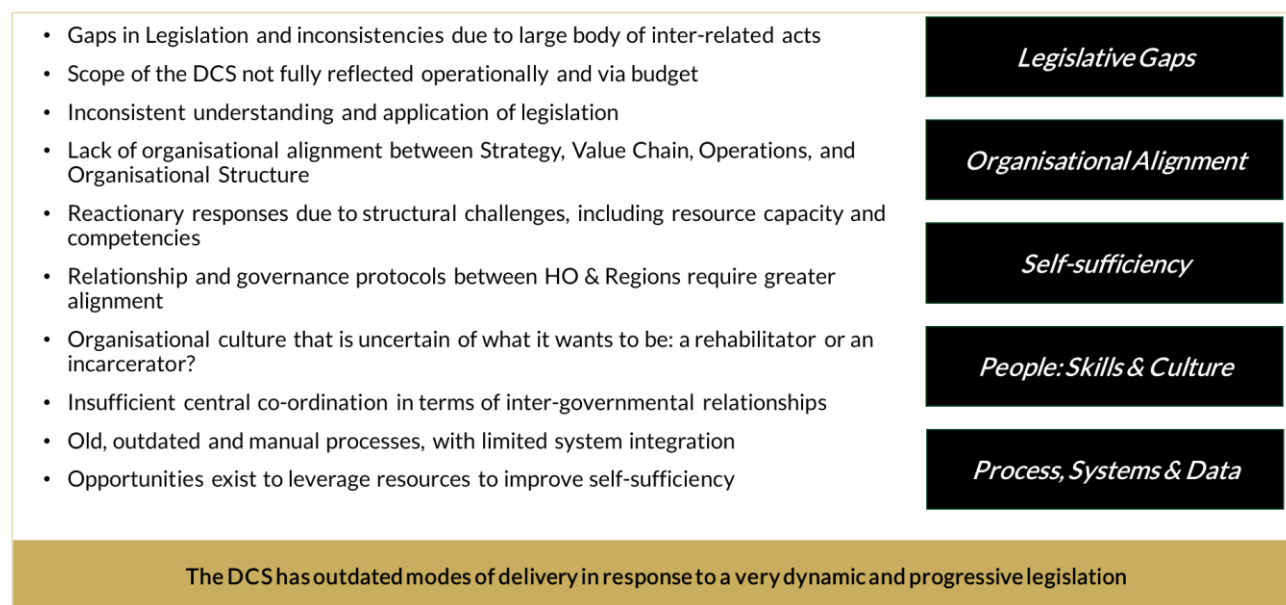 • Gaps in Legislation and inconsistencies due to large body of inter-related acts
• Scope of the DCS not fully reflected operationally and via budget
• Inconsistent understanding and application of legislation
• Lack of organisational alignment between Strategy, Value Chain, Operations, and
Organisational Structure
• Reactionary responses due to structural challenges, including resource capacity and
competencies
• Relationship and governance protocols between HO & Regions require greater
alignment
• Organisational culture that is uncertain of what it wants to be: a rehabilitator or an
incarcerator?
• Insufficient central co-ordination in terms of inter-governmental relationships
• Old, outdated and manual processes, with limited system integration
• Opportunities exist to leverage resources to improve self-sufficiency
Legislative Gaps
Organisational Alignment
Self-sufficiency
People: Skills & Culture
Process, Systems & Data
The DCS has outdated modes of delivery in response to a very dynamic and progressive legislation